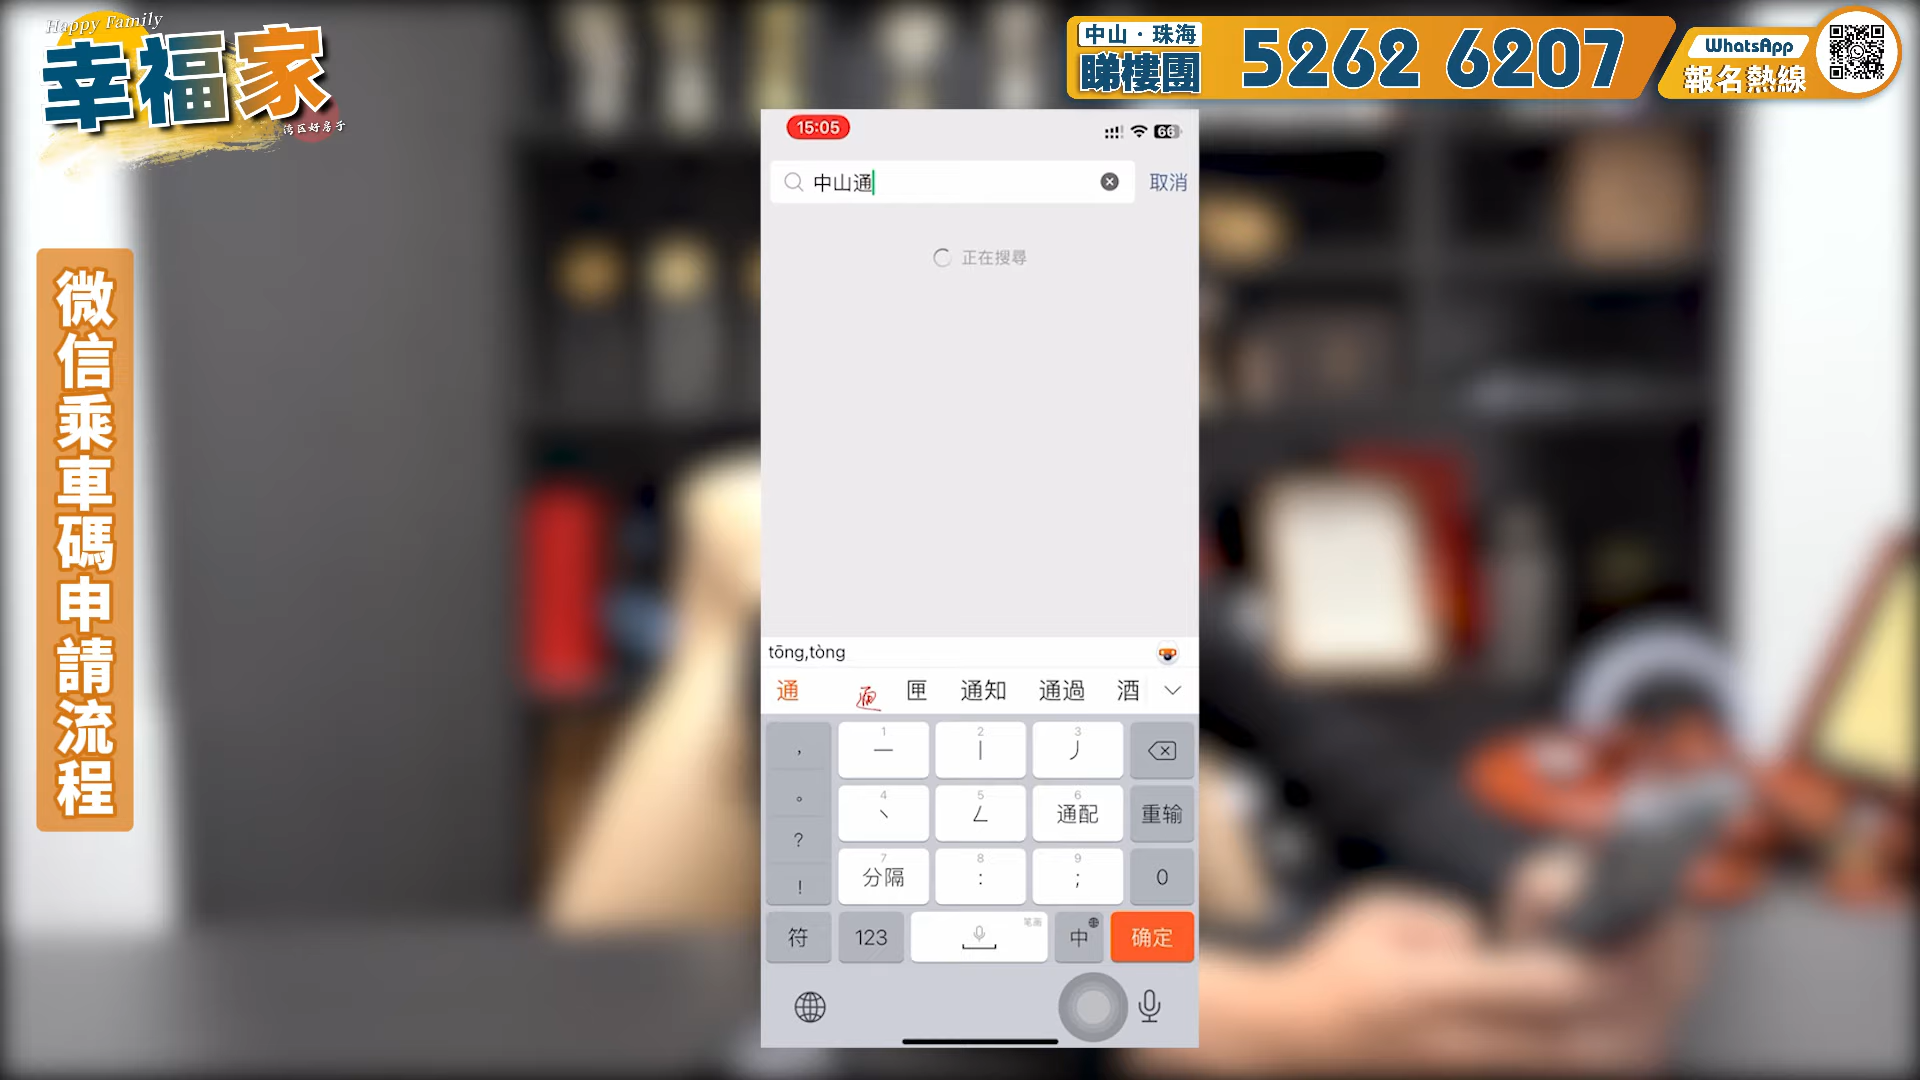 Happy Family
幸福家
湾区好房子
中山·珠海
睇樓團
5262 6207
WhatsApp
報名熱線
微信乘車碼申請流程
15:05
66
中山通
取消
正在搜尋
tōng,tòng
通 匣 通知 通過 酒
, 1 一 2 丨 3 丿
。 4 丶 5 ㄥ 6 通配 重输
? 7 分隔 8 : 9 ; 0
!
符 123 笔画 中 确定